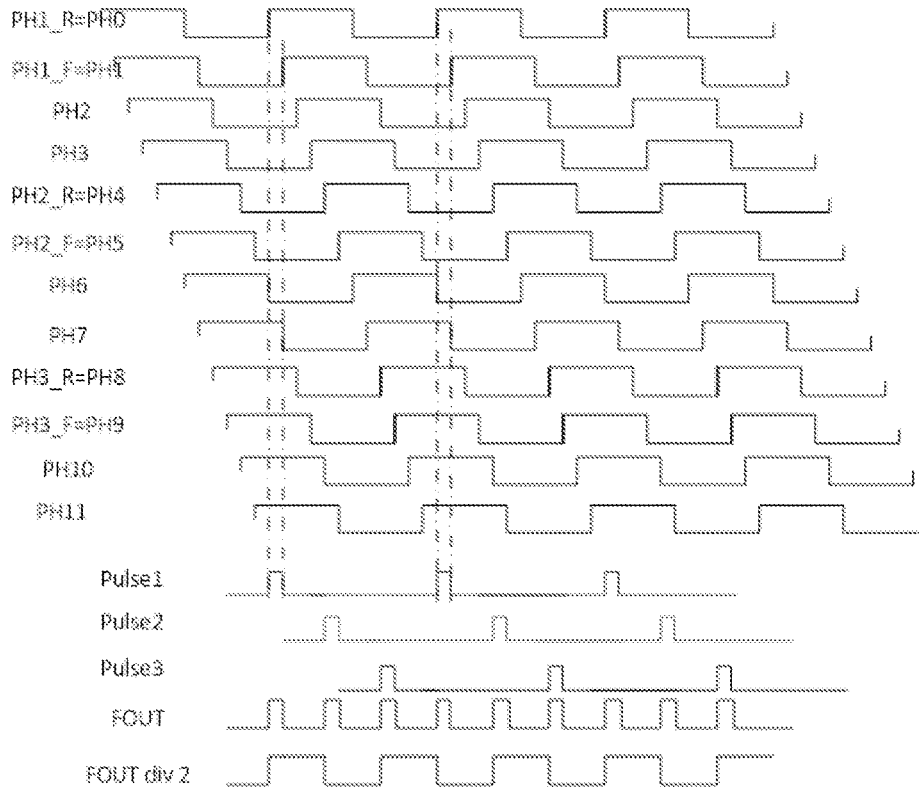 PH1_R=PH0
PH1_F=PH1
PH2
PH3
PH2_R=PH4
PH2_F=PH5
PH6
PH7
PH3_R=PH8
PH3_F=PH9
PH10
PH11
Pulse1
Pulse2
Pulse3
FOUT
FOUT div 2